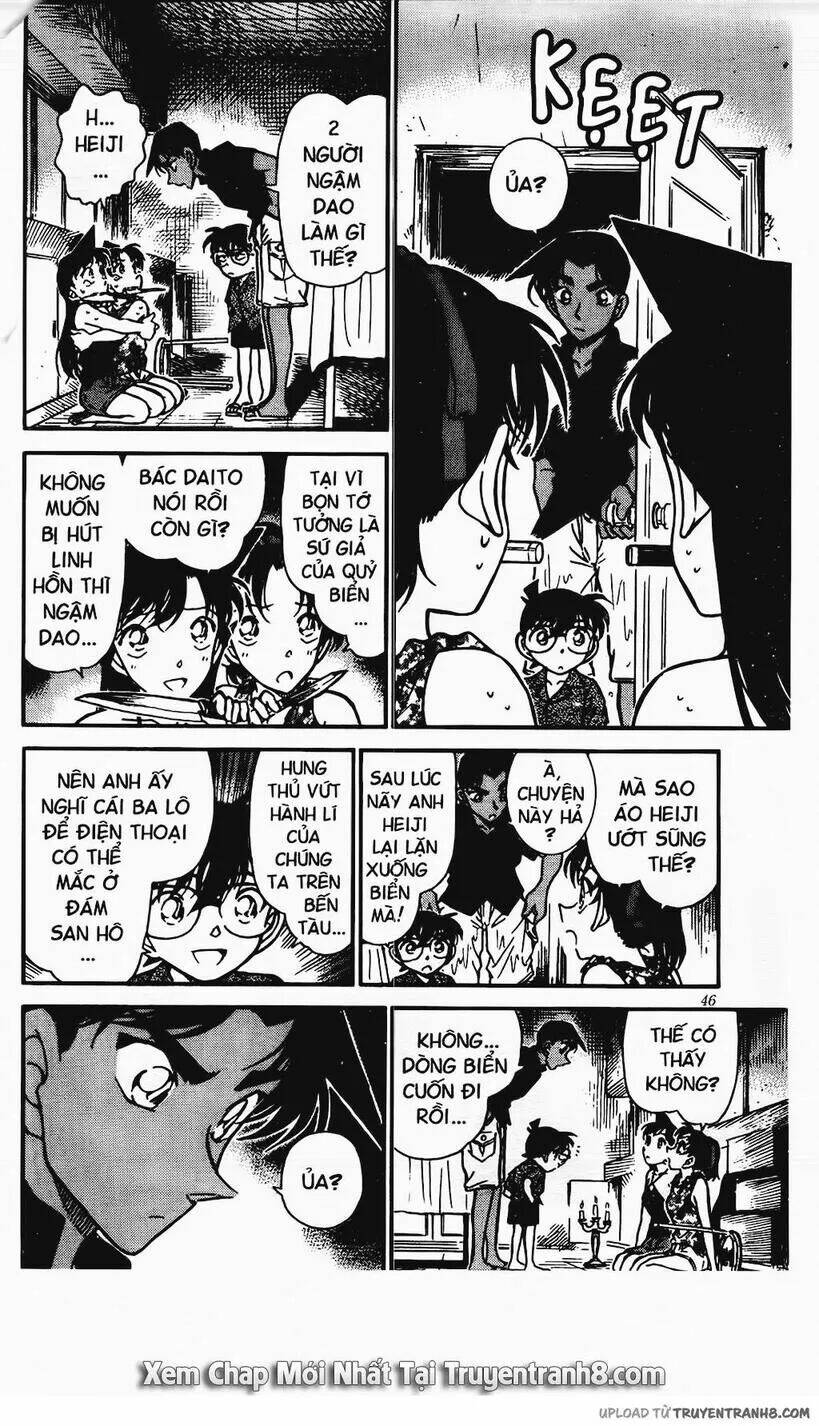 KẸẸT
ỦA?
2
NGƯỜI
NGẬM
DAO
LÀM GÌ
THẾ?
H...
HEIJI
...
TẠI VÌ
BỌN TỚ
TƯỞNG LÀ
SỨ GIẢ
CỦA QUỶ
BIỂN ...
BÁC DAITO
NÓI RỒI
CÒN GÌ?
KHÔNG
MUỐN
BỊ HÚT
LINH
HỒN THÌ
NGẬM
DAO...
MÀ SAO
ÁO HEIJI
ƯỚT SŨNG
THẾ?
À,
CHUYỆN
NÀY HẢ
?
SAU LÚC
NÃY ANH
HEIJI
LẠI LẶN
XUỐNG
BIỂN
MÀ!
HUNG
THỦ VỨT
HÀNH LÍ
CỦA
CHÚNG
TA TRÊN
BẾN
TÀU...
NÊN ANH ẤY
NGHĨ CÁI BA LÔ
ĐỂ ĐIỆN THOẠI
CÓ THỂ
MẮC Ở
ĐÁM
SAN HÔ
...
46
THẾ CÓ
THẤY
KHÔNG?
KHÔNG...
DÒNG BIỂN
CUỐN ĐI
RỒI...
ỦA?
Xem Chap Mới Nhất Tại Truyentranh8.com
UPLOAD TỪ TRUYENTRANH8.COM